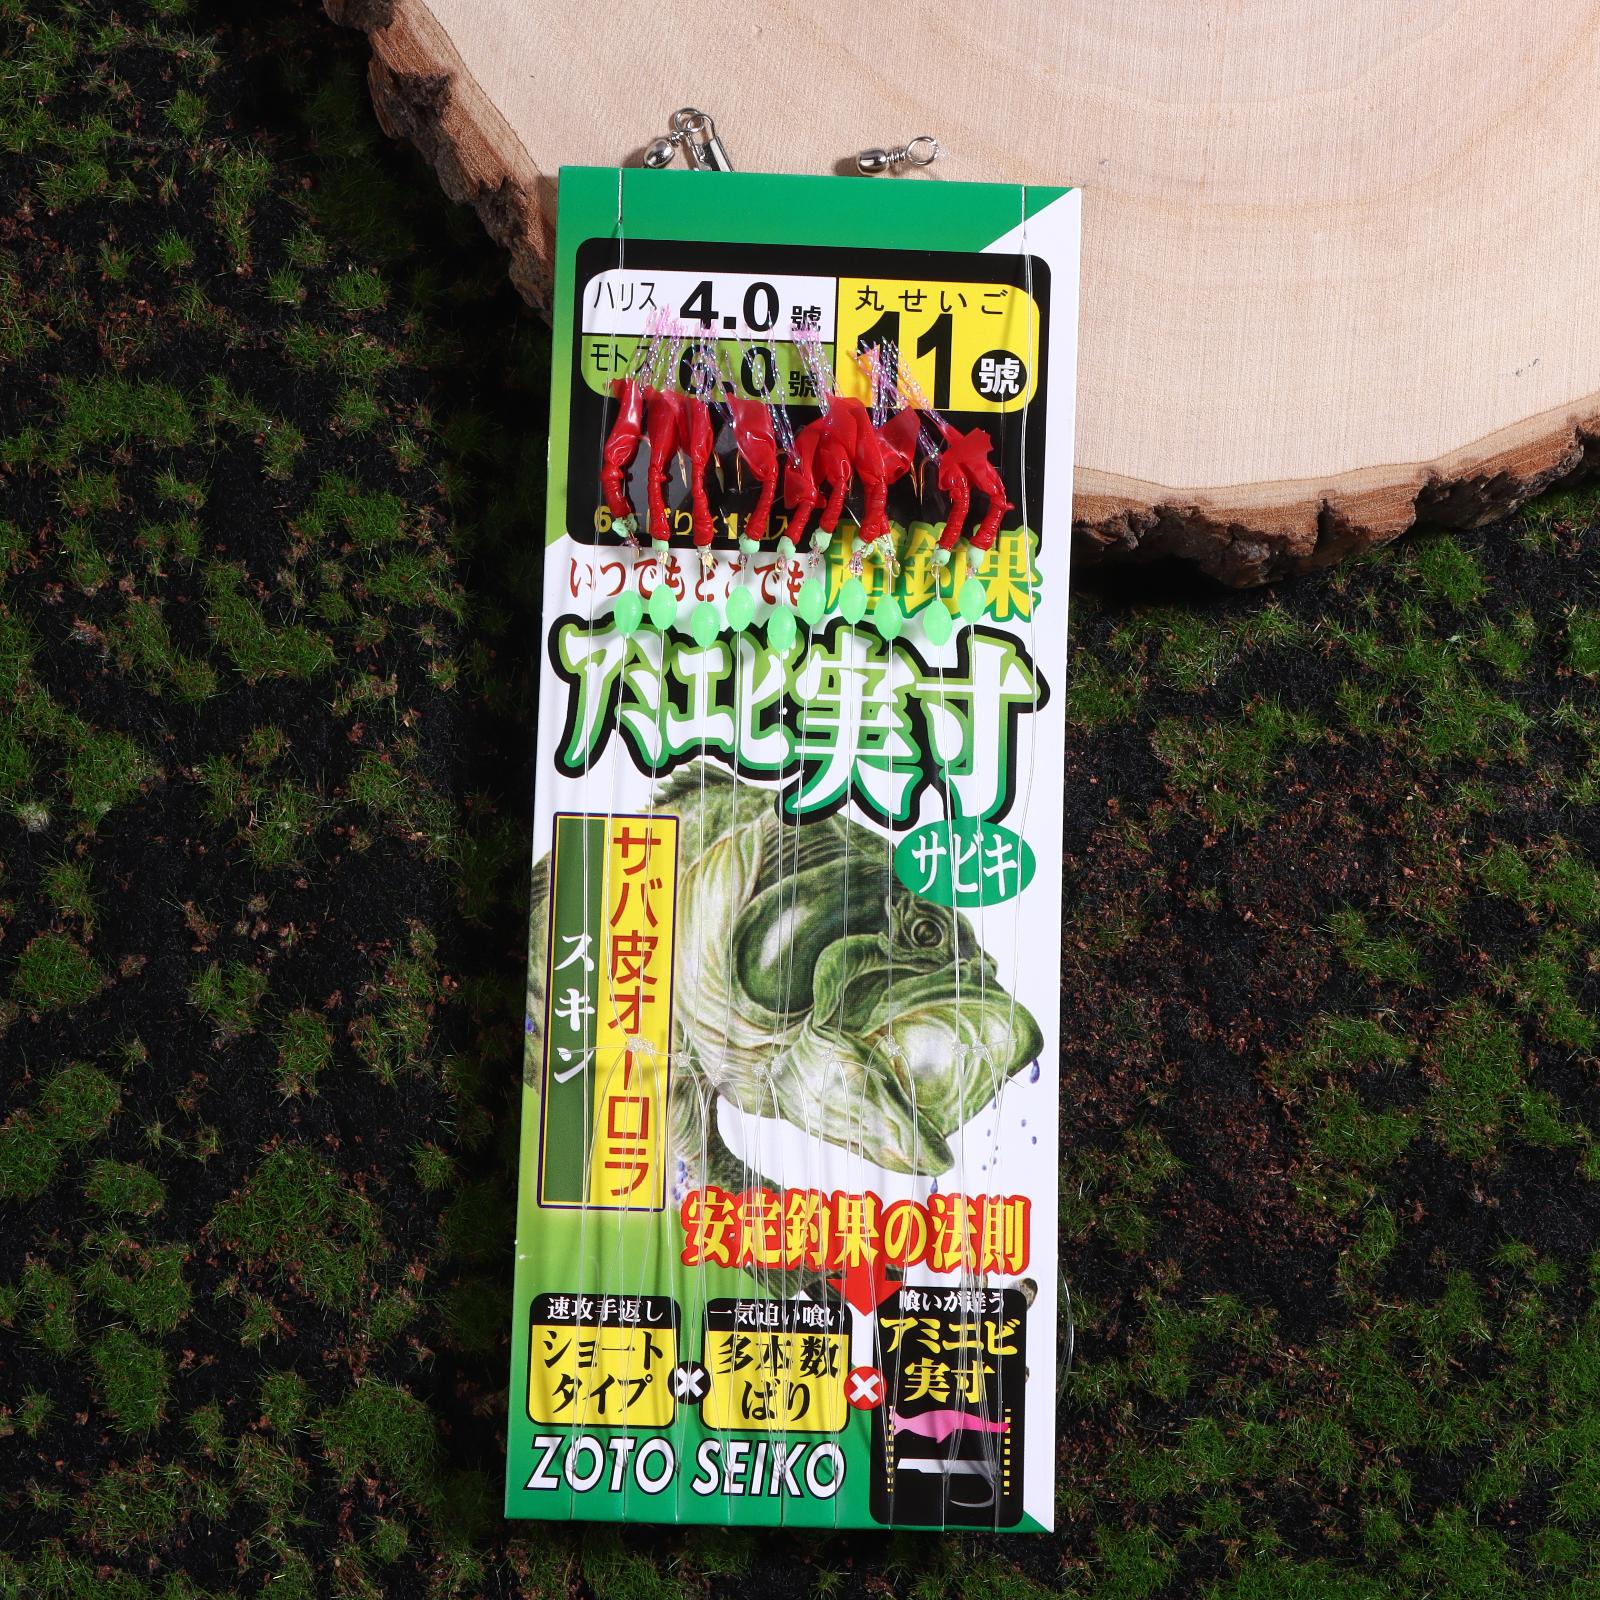 ハリス 4.0 號
丸せいご
モトス 6.0 號
11 號
いつでもどこでも
超釣果
アミエビ実寸
サビキ
サバ皮オーロラ
スキン
安定釣果の法則
速攻手返し
ショート
タイプ
一気追い喰い
多本数
ばり
喰いが違う
アミエビ
実寸
ZOTO SEIKO